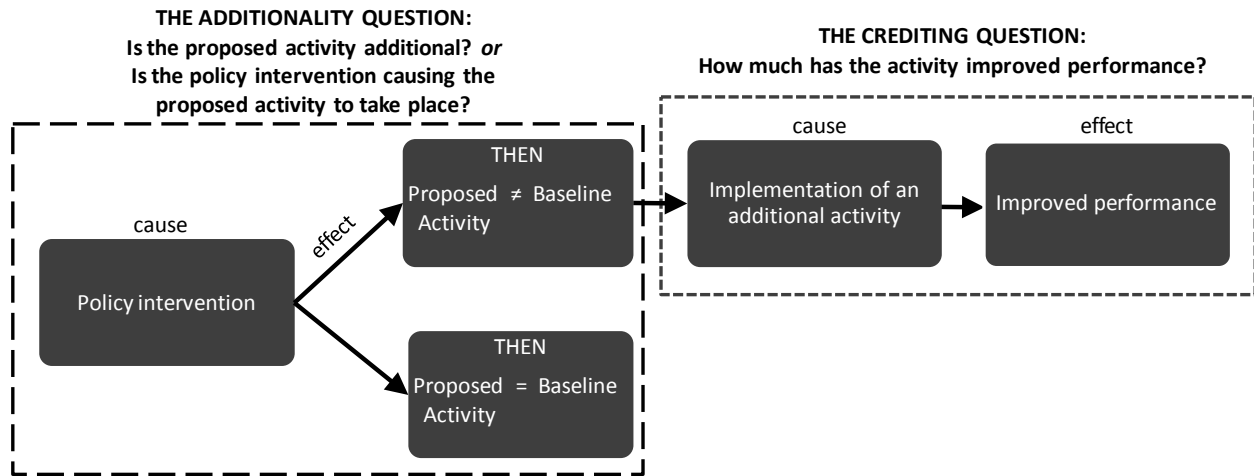 THE ADDITIONALITY QUESTION:
Is the proposed activity additional? or
Is the policy intervention causing the
proposed activity to take place?
cause
Policy intervention
effect
THEN
Proposed ≠ Baseline
Activity
THEN
Proposed = Baseline
Activity
THE CREDITING QUESTION:
How much has the activity improved performance?
cause
Implementation of an
additional activity
effect
Improved performance